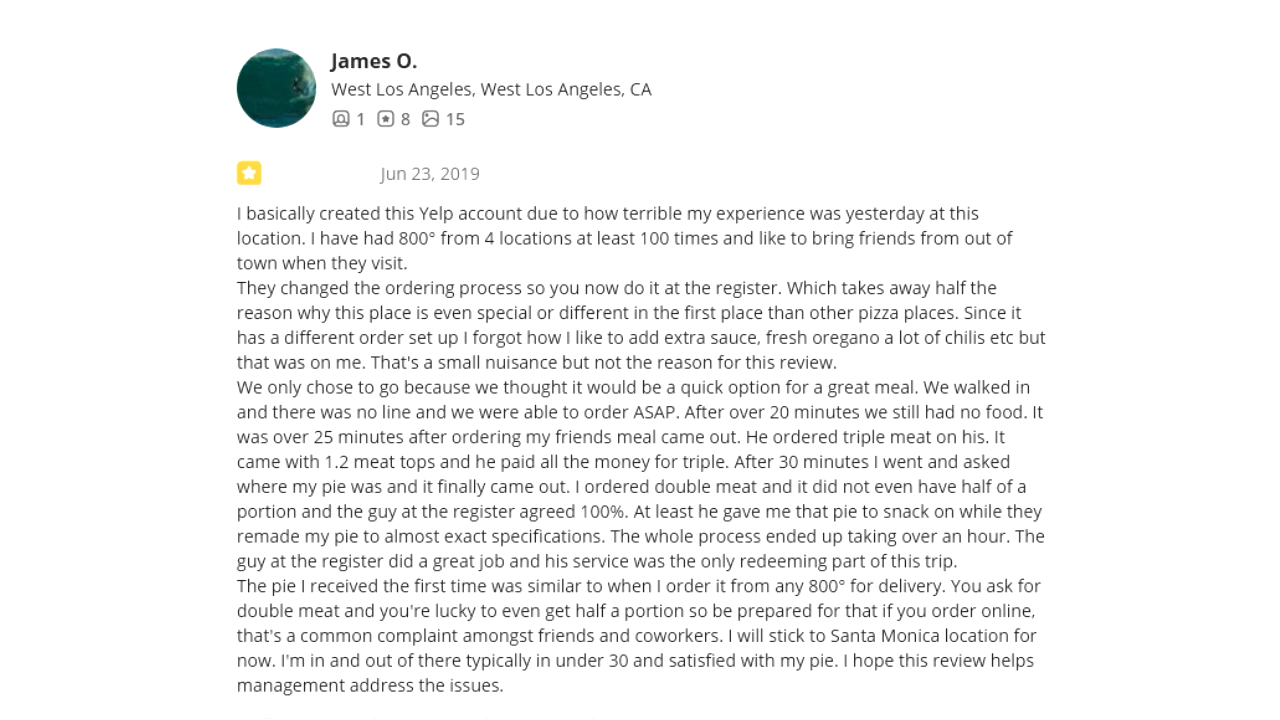 James O.
West Los Angeles, West Los Angeles, CA
1 8 15
Jun 23, 2019
I basically created this Yelp account due to how terrible my experience was yesterday at this
location. I have had 800° from 4 locations at least 100 times and like to bring friends from out of
town when they visit.
They changed the ordering process so you now do it at the register. Which takes away half the
reason why this place is even special or different in the first place than other pizza places. Since it
has a different order set up I forgot how I like to add extra sauce, fresh oregano a lot of chilis etc but
that was on me. That's a small nuisance but not the reason for this review.
We only chose to go because we thought it would be a quick option for a great meal. We walked in
and there was no line and we were able to order ASAP. After over 20 minutes we still had no food. It
was over 25 minutes after ordering my friends meal came out. He ordered triple meat on his. It
came with 1.2 meat tops and he paid all the money for triple. After 30 minutes I went and asked
where my pie was and it finally came out. I ordered double meat and it did not even have half of a
portion and the guy at the register agreed 100%. At least he gave me that pie to snack on while they
remade my pie to almost exact specifications. The whole process ended up taking over an hour. The
guy at the register did a great job and his service was the only redeeming part of this trip.
The pie I received the first time was similar to when I order it from any 800° for delivery. You ask for
double meat and you're lucky to even get half a portion so be prepared for that if you order online,
that's a common complaint amongst friends and coworkers. I will stick to Santa Monica location for
now. I'm in and out of there typically in under 30 and satisfied with my pie. I hope this review helps
management address the issues.